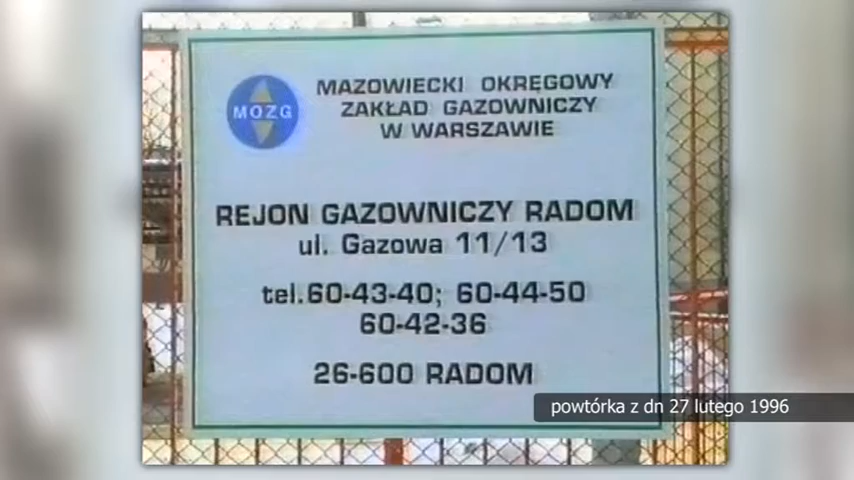 MOZG
MAZOWIECKI OKRĘGOWY
ZAKŁAD GAZOWNICZY
W WARSZAWIE
REJON GAZOWNICZY RADOM
ul. Gazowa 11/13
tel.60-43-40; 60-44-50
60-42-36
26-600 RADOM
powtórka z dn 27 lutego 1996